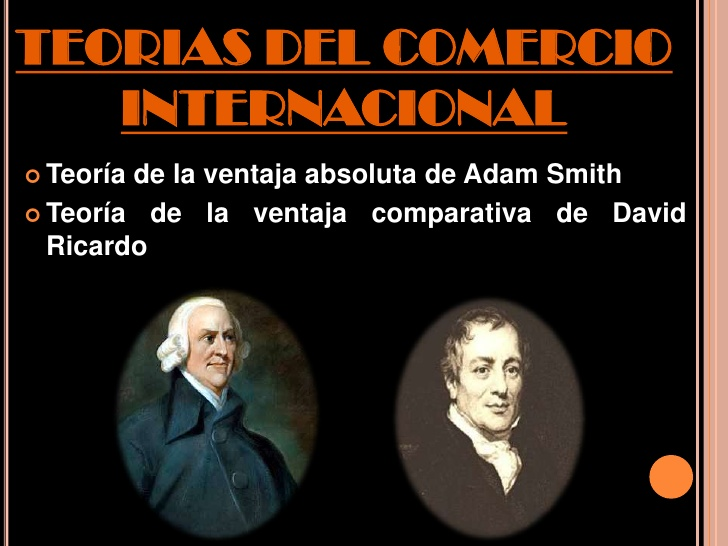 TEORIAS DEL COMERCIO
INTERNACIONAL
Teoría de la ventaja absoluta de Adam Smith
Teoría de la ventaja comparativa de David
Ricardo